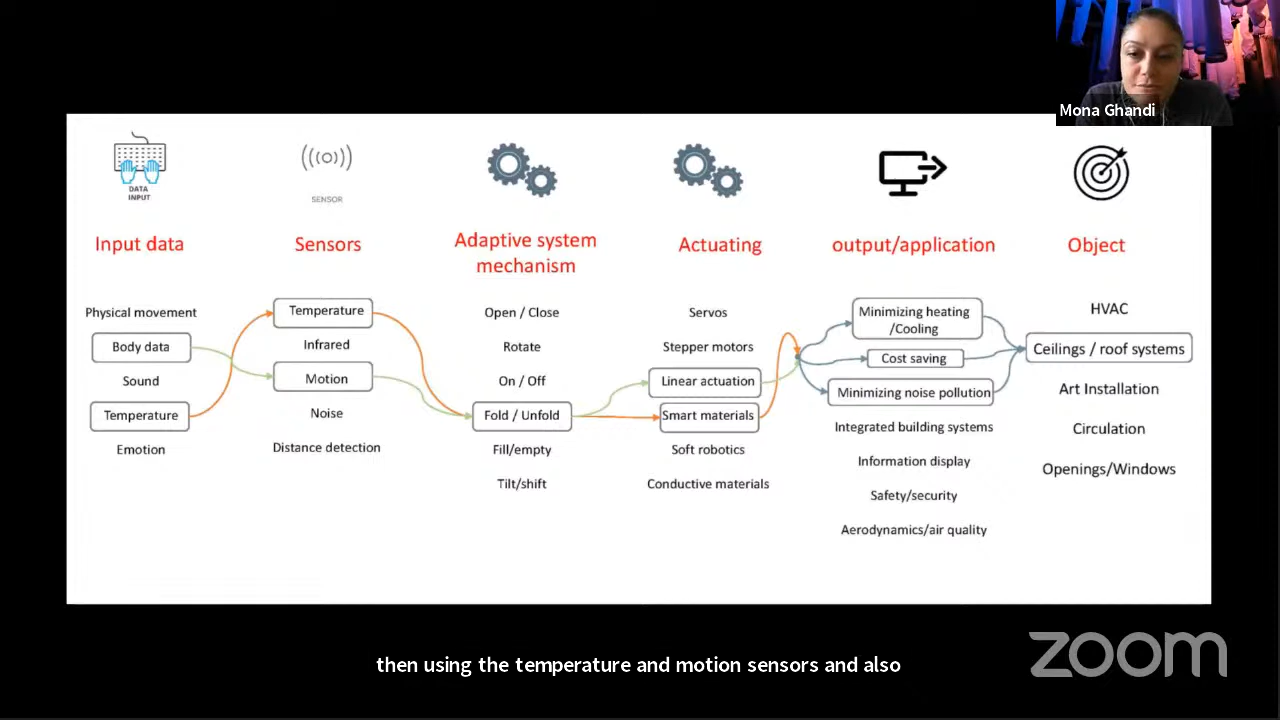 Mona Ghandi
DATA
INPUT
SENSOR
Input data
Sensors
Adaptive system
mechanism
Actuating
output/application
Object
Physical movement
Body data
Sound
Temperature
Emotion
Temperature
Infrared
Motion
Noise
Distance detection
Open / Close
Rotate
On / Off
Fold / Unfold
Fill/empty
Tilt/shift
Servos
Stepper motors
Linear actuation
Smart materials
Soft robotics
Conductive materials
Minimizing heating
/Cooling
Cost saving
Minimizing noise pollution
Integrated building systems
Information display
Safety/security
Aerodynamics/air quality
HVAC
Ceilings / roof systems
Art Installation
Circulation
Openings/Windows
then using the temperature and motion sensors and also
zoom